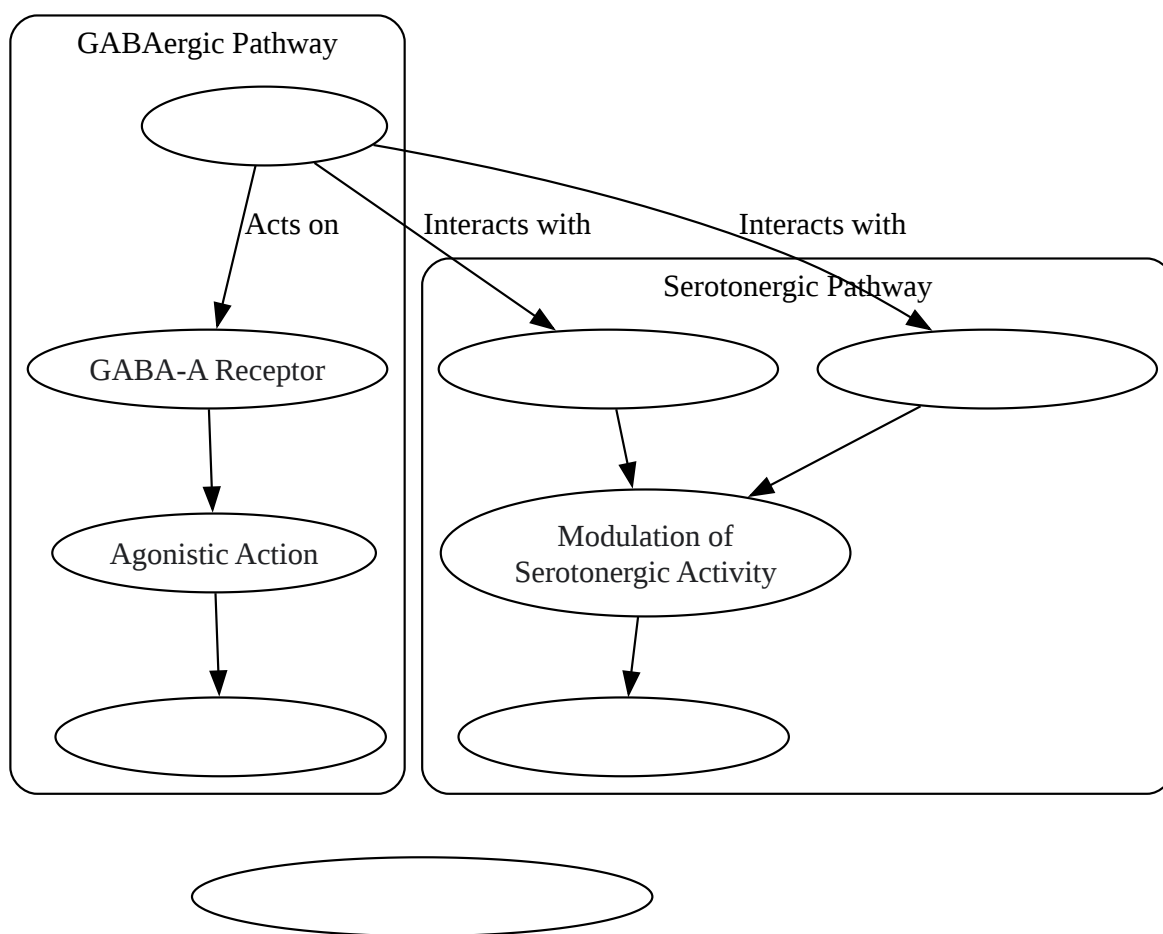 GABAergic Pathway
Acts on
Interacts with
Interacts with
Serotonergic Pathway
GABA-A Receptor
Agonistic Action
Modulation of
Serotonergic Activity